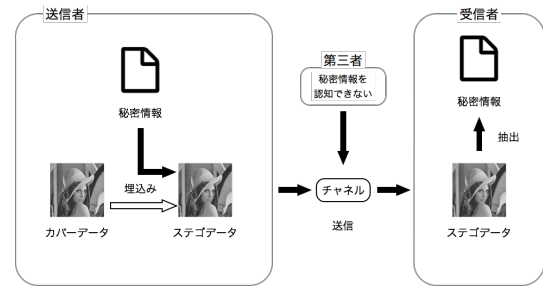 送信者
秘密情報
埋込み
カバーデータ
ステゴデータ
第三者
秘密情報を
認知できない
チャネル
送信
受信者
秘密情報
抽出
ステゴデータ